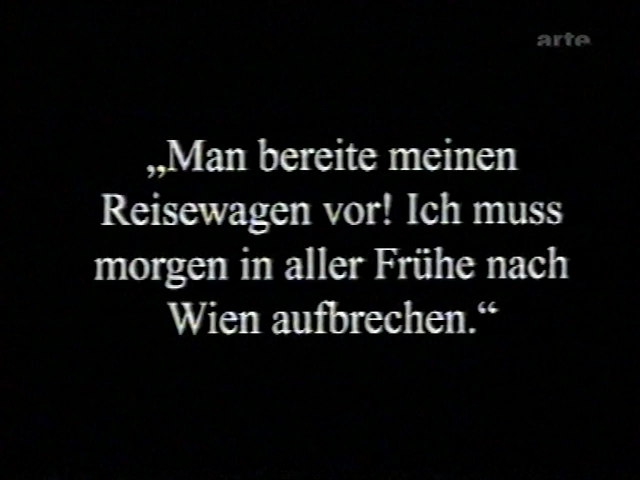 arte
„Man bereite meinen
Reisewagen vor! Ich muss
morgen in aller Frühe nach
Wien aufbrechen.“